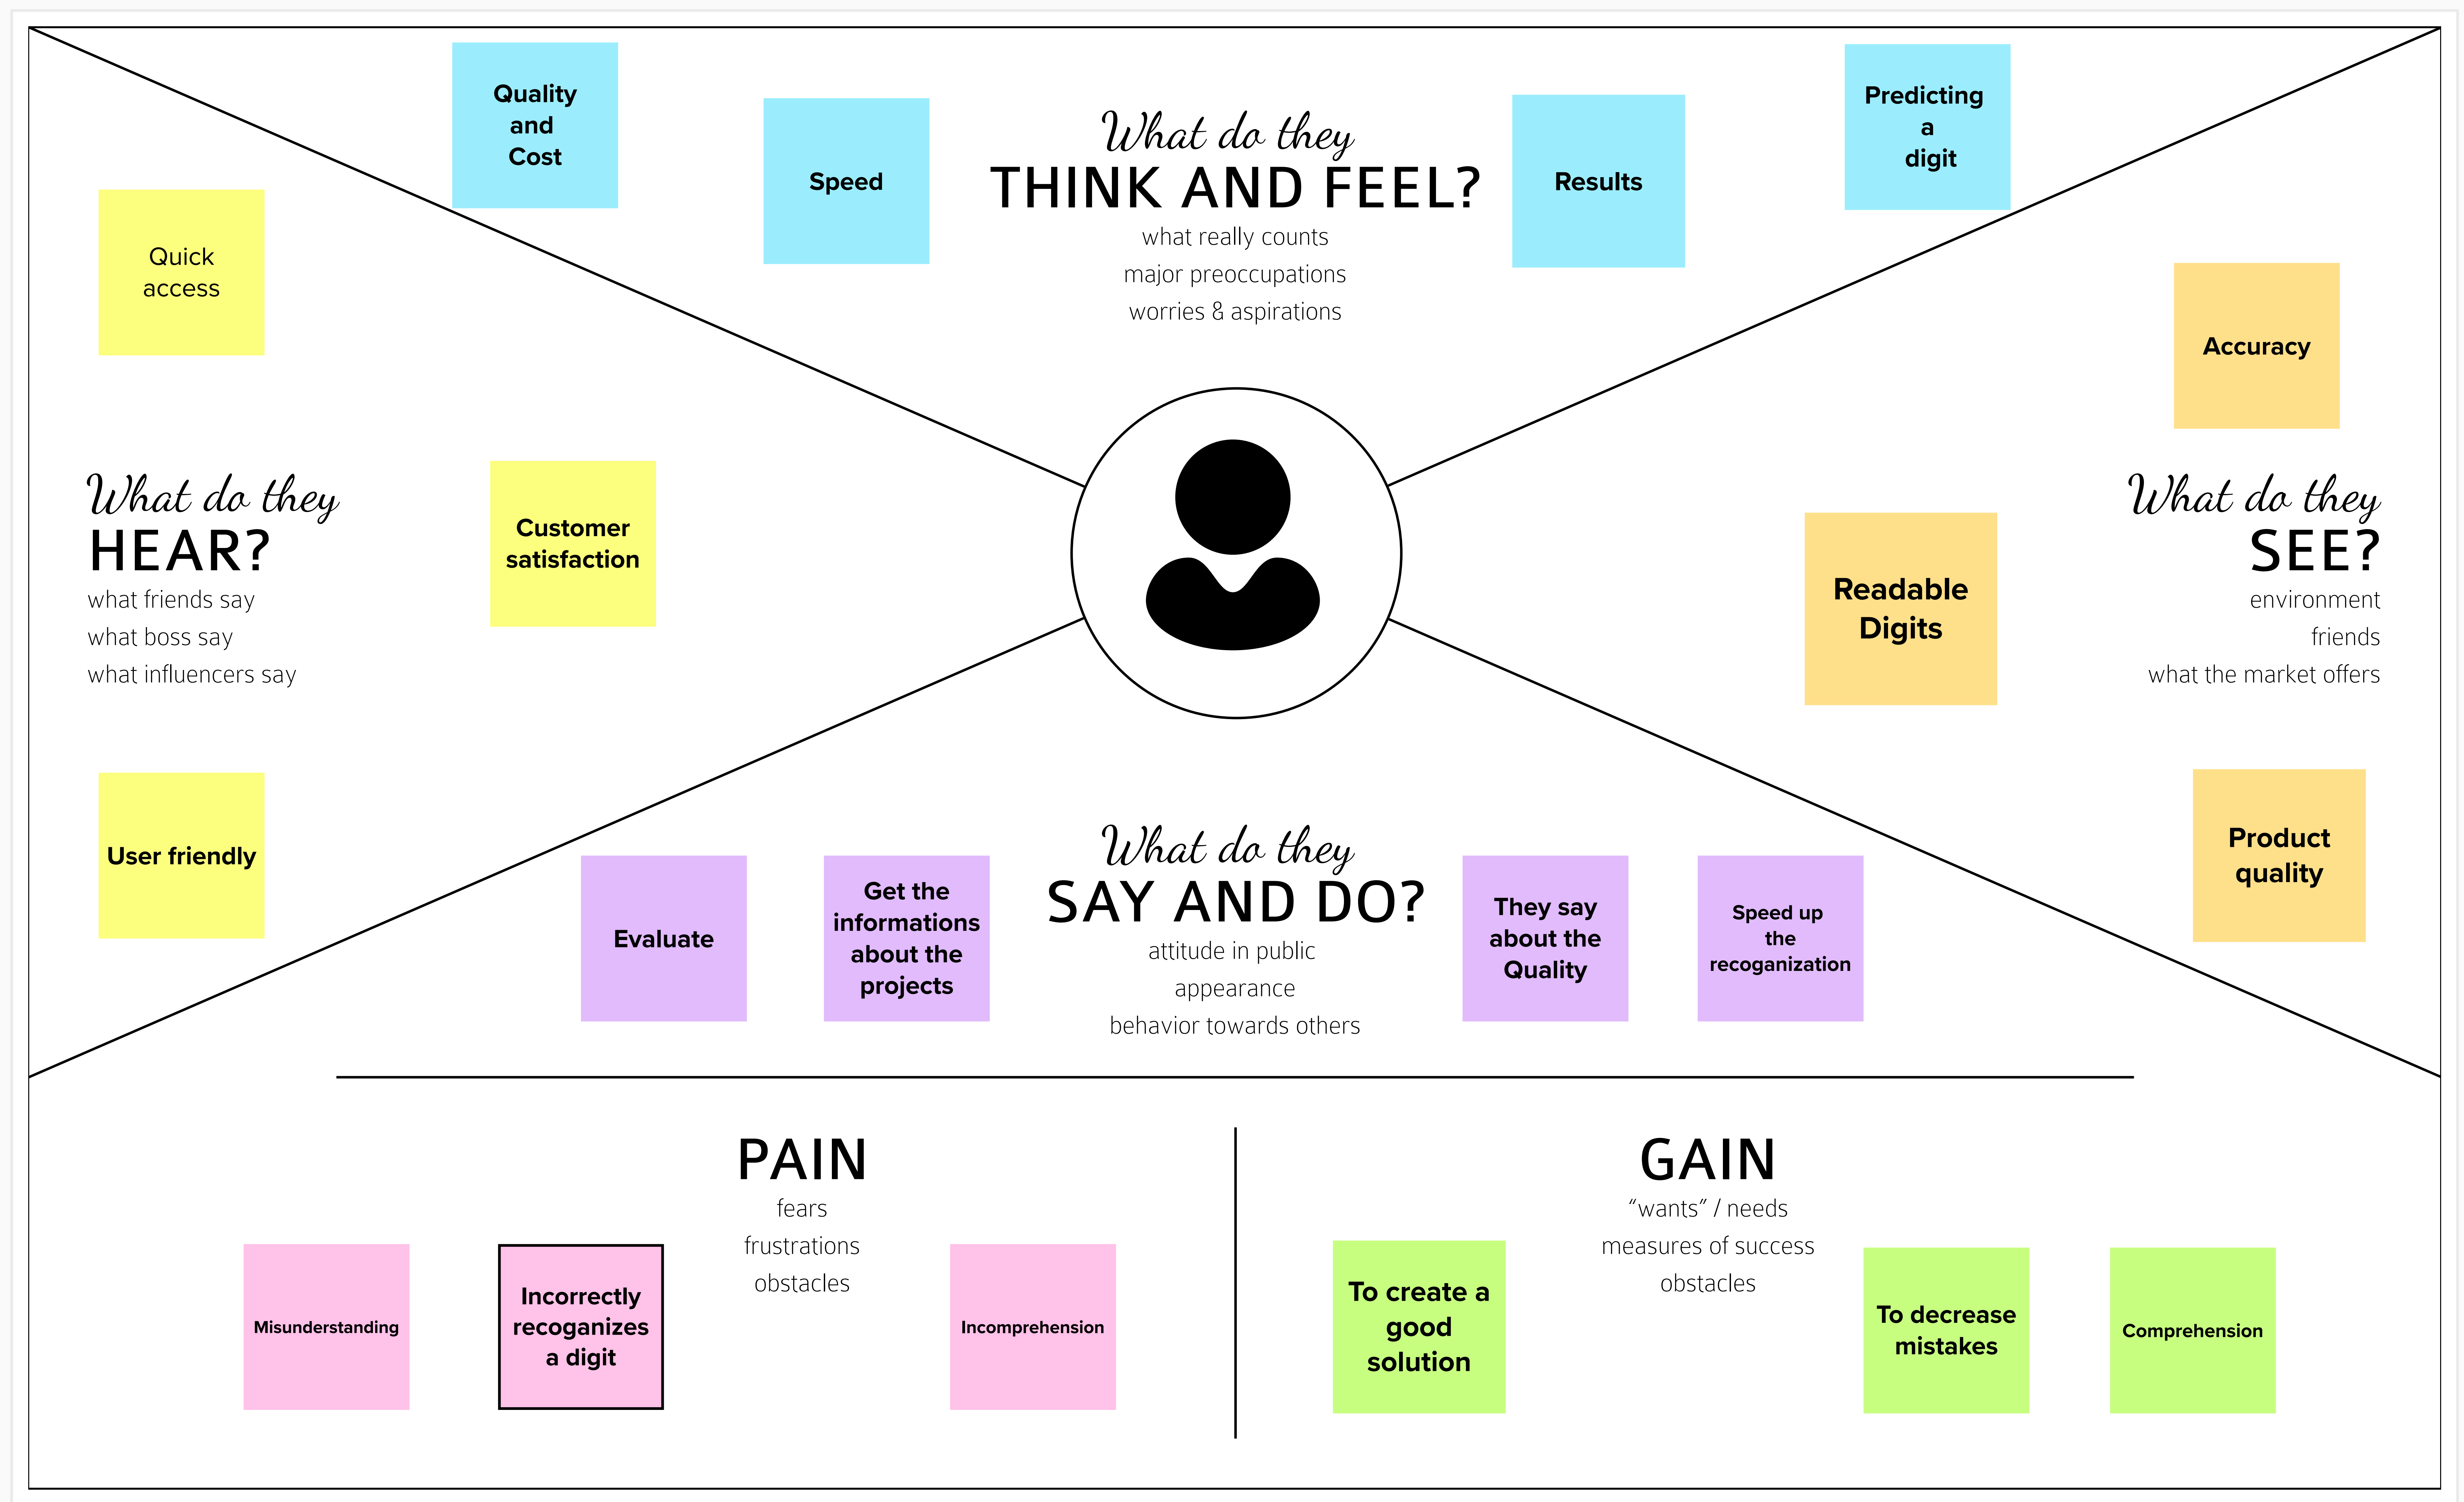 Quality
and
Cost
Speed
What do they
THINK AND FEEL?
what really counts
major preoccupations
worries & aspirations
Results
Predicting
a
digit
Quick
access
What do they
HEAR?
what friends say
what boss say
what influencers say
Customer
satisfaction
User friendly
Accuracy
Readable
Digits
What do they
SEE?
environment
friends
what the market offers
Product
quality
Evaluate
Get the
informations
about the
projects
What do they
SAY AND DO?
attitude in public
appearance
behavior towards others
They say
about the
Quality
Speed up
the
recoganization
PAIN
fears
frustrations
obstacles
Misunderstanding
Incorrectly
recoganizes
a digit
Incomprehension
GAIN
“wants” / needs
measures of success
obstacles
To create a
good
solution
To decrease
mistakes
Comprehension